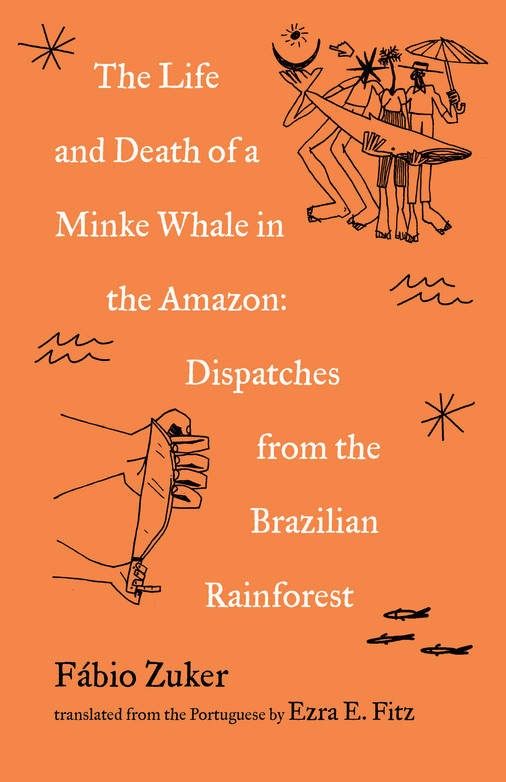 The Life
and Death of a
Minke Whale in
the Amazon:
Dispatches
from the
Brazilian
Rainforest
Fábio Zuker
translated from the Portuguese by Ezra E. Fitz